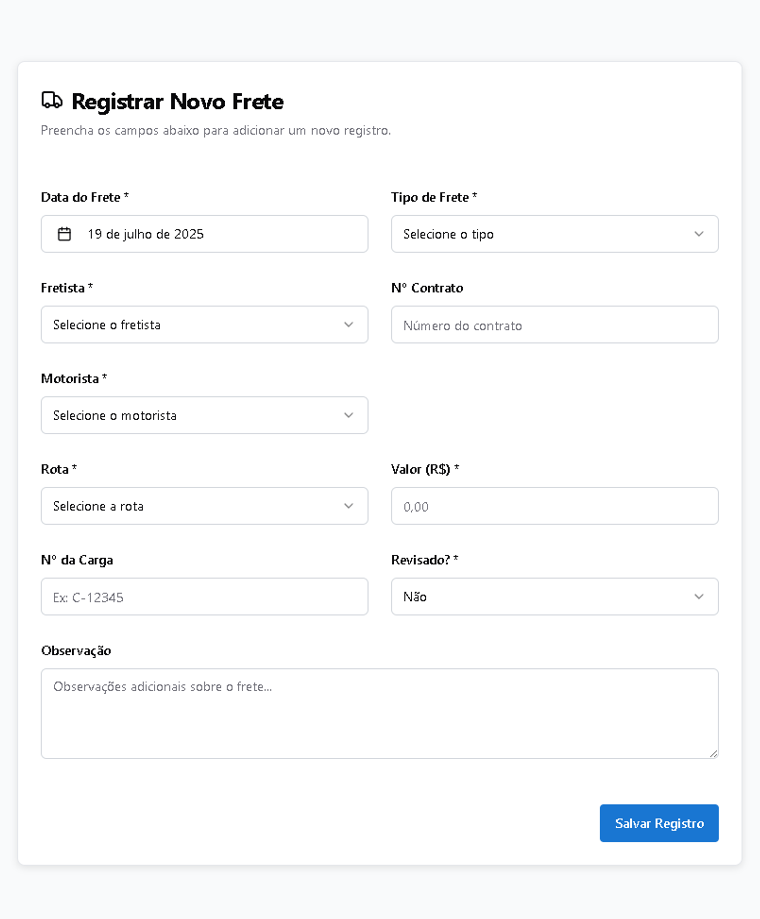 Registrar Novo Frete
Preencha os campos abaixo para adicionar um novo registro.
Data do Frete *
Tipo de Frete *
19 de julho de 2025
Selecione o tipo
Fretista *
Nº Contrato
Selecione o fretista
Número do contrato
Motorista *
Selecione o motorista
Rota *
Valor (R$) *
Selecione a rota
0,00
Nº da Carga
Revisado? *
Ex: C-12345
Não
Observação
Observações adicionais sobre o frete...
Salvar Registro